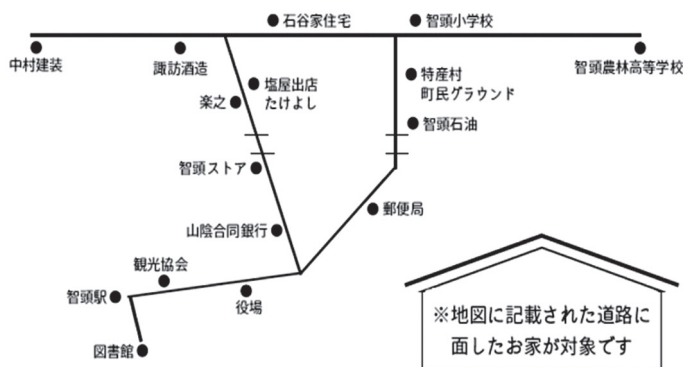 石谷家住宅
智頭小学校
中村建装
諏訪酒造
智頭農林高等学校
塩屋出店
たけよし
楽之
特産村
町民グラウンド
智頭石油
智頭ストア
郵便局
山陰合同銀行
観光協会
智頭駅
役場
図書館
※地図に記載された道路に
面したお家が対象です